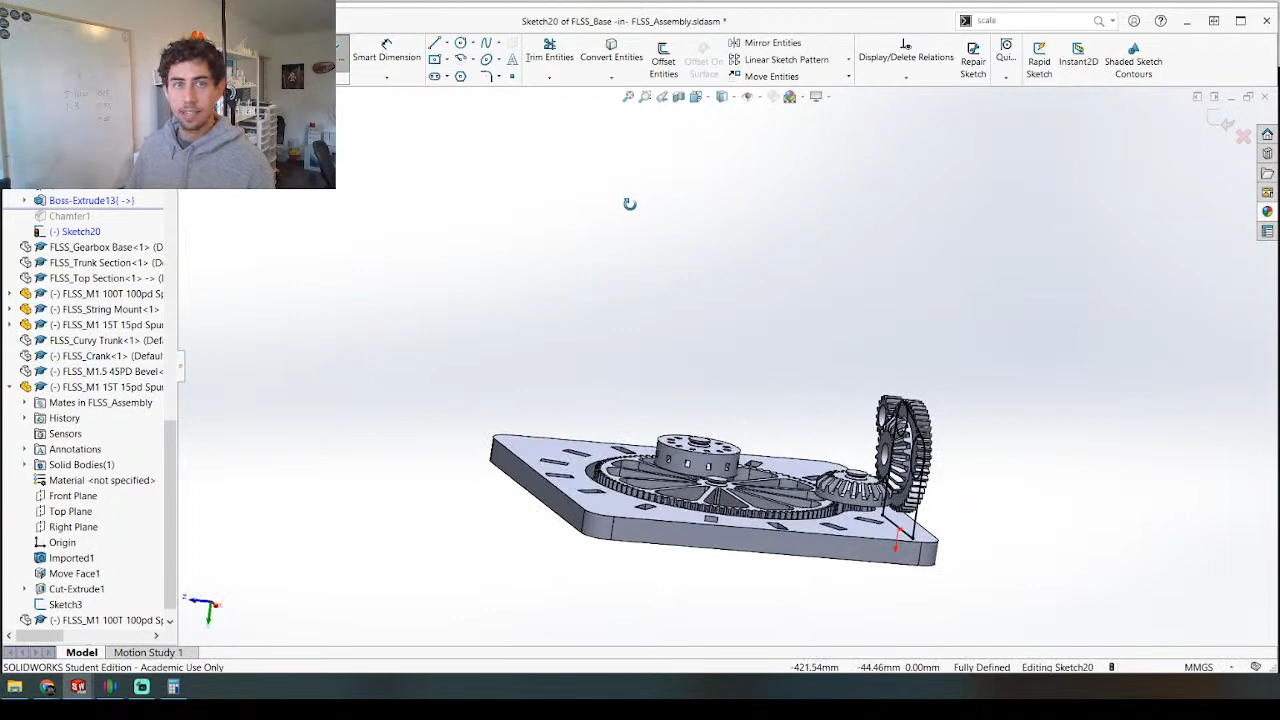 Sketch20 of FLSS_Base -in- FLSS_Assembly.sldasm *
scale
Smart Dimension
Trim Entities
Convert Entities
Offset Entities
Offset On Surface
Mirror Entities
Linear Sketch Pattern
Move Entities
Display/Delete Relations
Repair Sketch
Qui...
Rapid Sketch
Instant2D
Shaded Sketch Contours
Boss-Extrude13{ ->}
Chamfer1
(-) Sketch20
FLSS_Gearbox Base<1> (D
FLSS_Trunk Section<1> (D
FLSS_Top Section<1> -> (
(-) FLSS_M1 100T 100pd Sp
(-) FLSS_String Mount<1>
(-) FLSS_M1 15T 15pd Spur
FLSS_Curvy Trunk<1> (Defa
(-) FLSS_Crank<1> (Default
(-) FLSS_M1.5 45PD Bevel<
(-) FLSS_M1 15T 15pd Spur
Mates in FLSS_Assembly
History
Sensors
Annotations
Solid Bodies(1)
Material <not specified>
Front Plane
Top Plane
Right Plane
Origin
Imported1
Move Face1
Cut-Extrude1
Sketch3
(-) FLSS_M1 100T 100pd Sp
z
Model
Motion Study 1
SOLIDWORKS Student Edition - Academic Use Only
-421.54mm
-44.46mm 0.00mm
Fully Defined
Editing Sketch20
MMGS